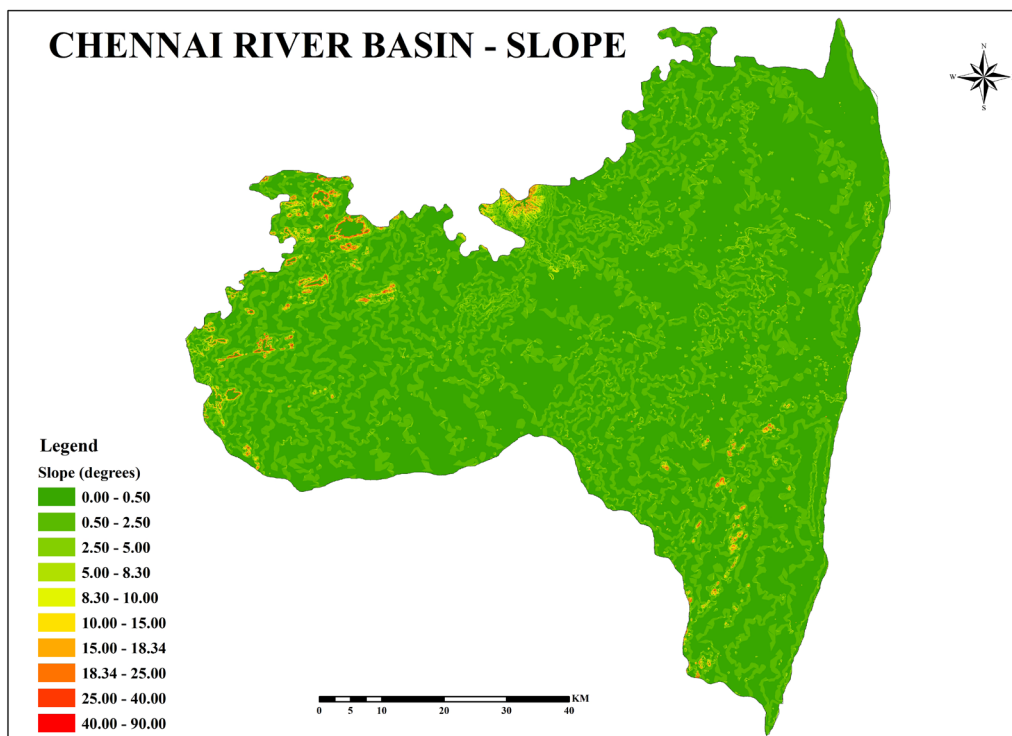 CHENNAI RIVER BASIN - SLOPE
N
W
S
Legend
Slope (degrees)
0.00 - 0.50
0.50 - 2.50
2.50 - 5.00
5.00 - 8.30
8.30 - 10.00
10.00 - 15.00
15.00 - 18.34
18.34 - 25.00
25.00 - 40.00
40.00 - 90.00
KM
0 5 10 20 30 40